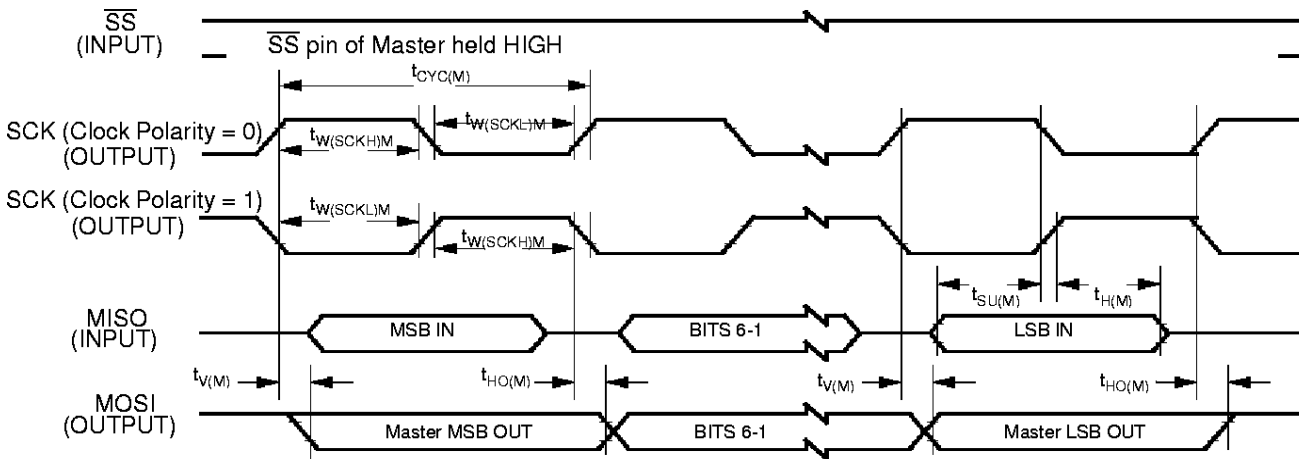 SS
(INPUT)
SS pin of Master held HIGH
tCYC(M)
SCK (Clock Polarity = 0)
(OUTPUT)
tW(SCKH)M
tW(SCKL)M
SCK (Clock Polarity = 1)
(OUTPUT)
tW(SCKL)M
tW(SCKH)M
tSU(M)
tH(M)
MISO
(INPUT)
MSB IN
BITS 6-1
LSB IN
tV(M)
tHO(M)
tV(M)
tHO(M)
MOSI
(OUTPUT)
Master MSB OUT
BITS 6-1
Master LSB OUT